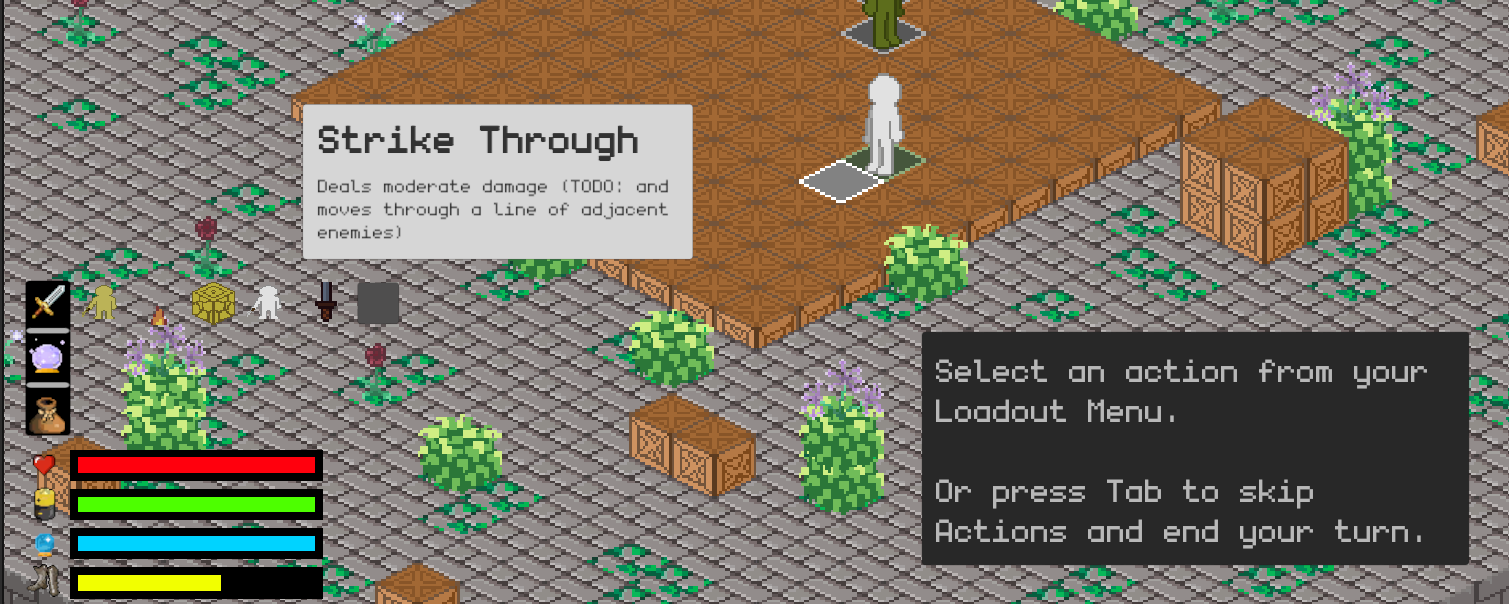 Strike Through
Deals moderate damage (TODO: and
moves through a line of adjacent
enemies)
Select an action from your
Loadout Menu.
Or press Tab to skip
Actions and end your turn.